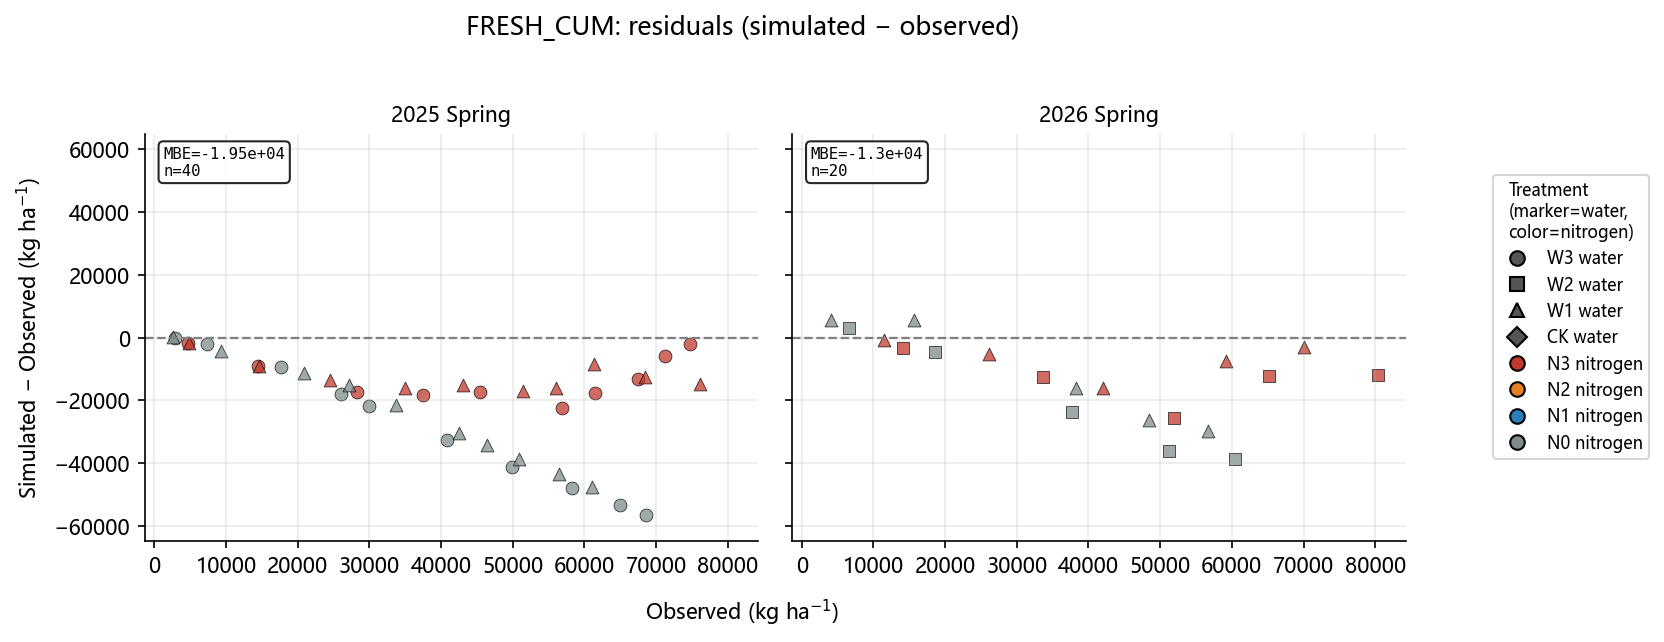 FRESH_CUM: residuals (simulated − observed)
2025 Spring
2026 Spring
MBE=-1.95e+04
n=40
MBE=-1.3e+04
n=20
Simulated − Observed (kg ha⁻¹)
60000
40000
20000
0
−20000
−40000
−60000
0 10000 20000 30000 40000 50000 60000 70000 80000
0 10000 20000 30000 40000 50000 60000 70000 80000
Observed (kg ha⁻¹)
Treatment
(marker=water,
color=nitrogen)
W3 water
W2 water
W1 water
CK water
N3 nitrogen
N2 nitrogen
N1 nitrogen
N0 nitrogen